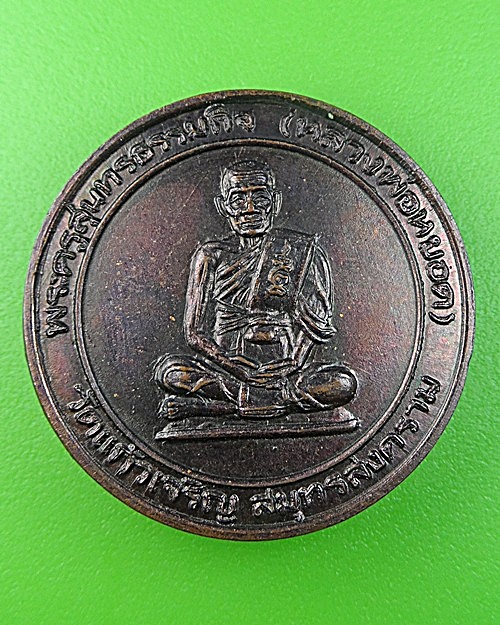 พระครูสุนทรธรรมกิจ (หลวงพ่อหยอด)
วัดแก้วเจริญ สมุทรสงคราม